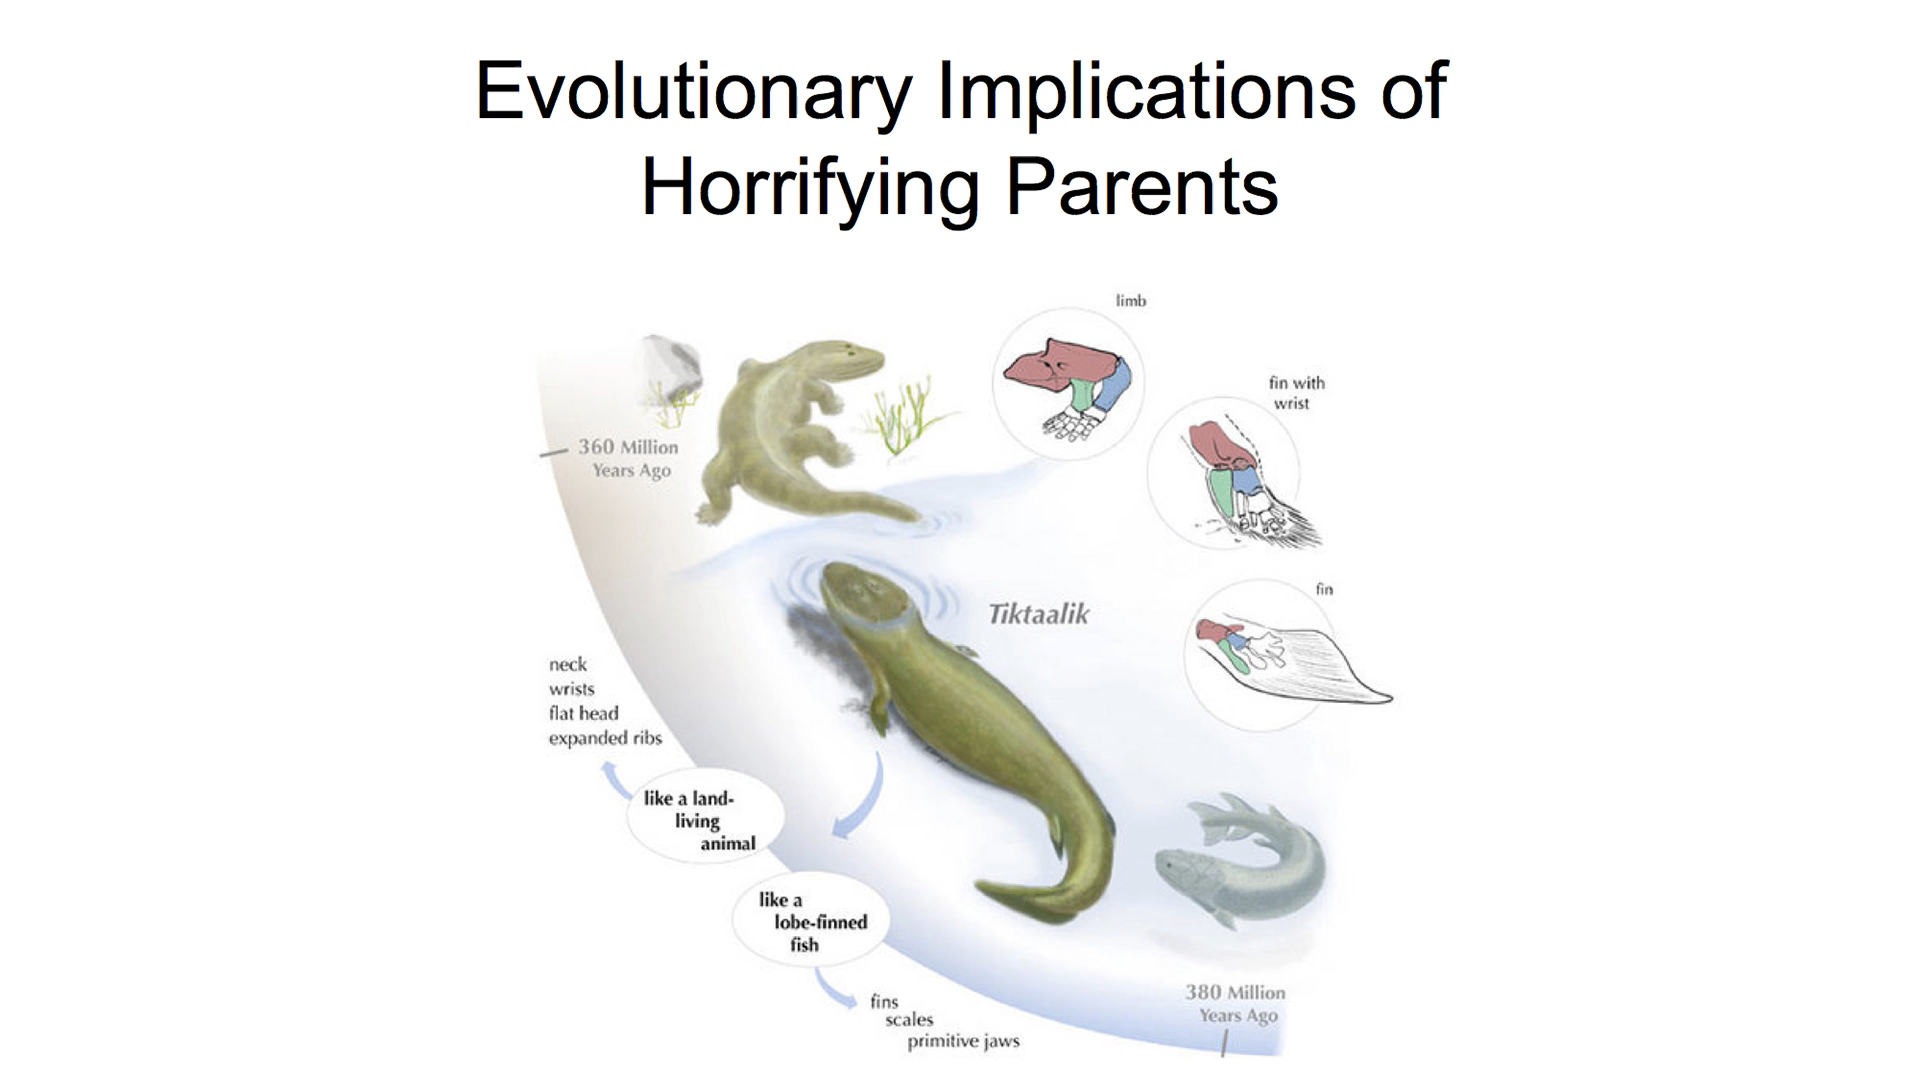 Evolutionary Implications of
Horrifying Parents
limb
fin with
wrist
360 Million
Years Ago
fin
Tiktaalik
neck
wrists
flat head
expanded ribs
like a land-
living
animal
like a
lobe-finned
fish
fins
scales
primitive jaws
380 Million
Years Ago